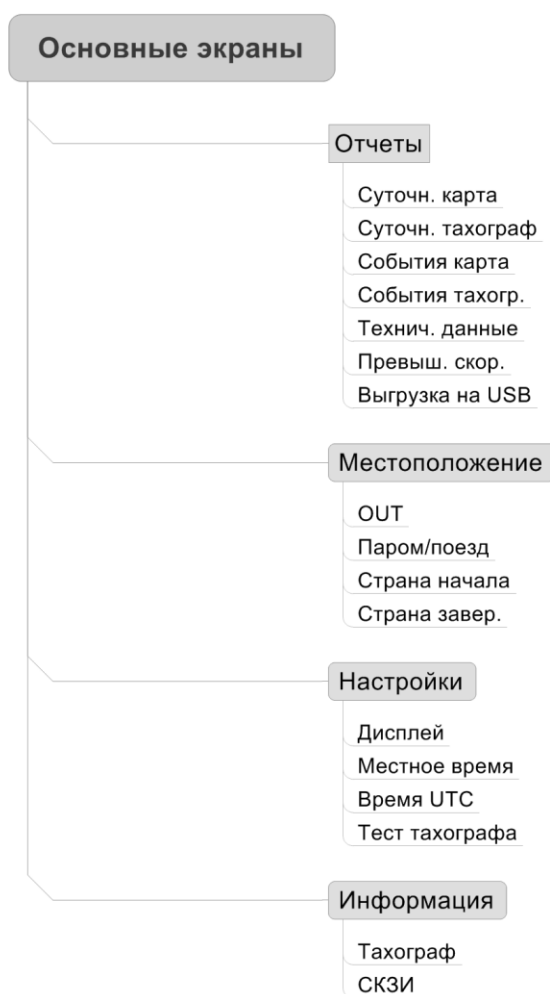 Основные экраны
Отчеты
Суточн. карта
Суточн. тахограф
События карта
События тахогр.
Технич. данные
Превыш. скор.
Выгрузка на USB
Местоположение
OUT
Паром/поезд
Страна начала
Страна завер.
Настройки
Дисплей
Местное время
Время UTC
Тест тахографа
Информация
Тахограф
СКЗИ